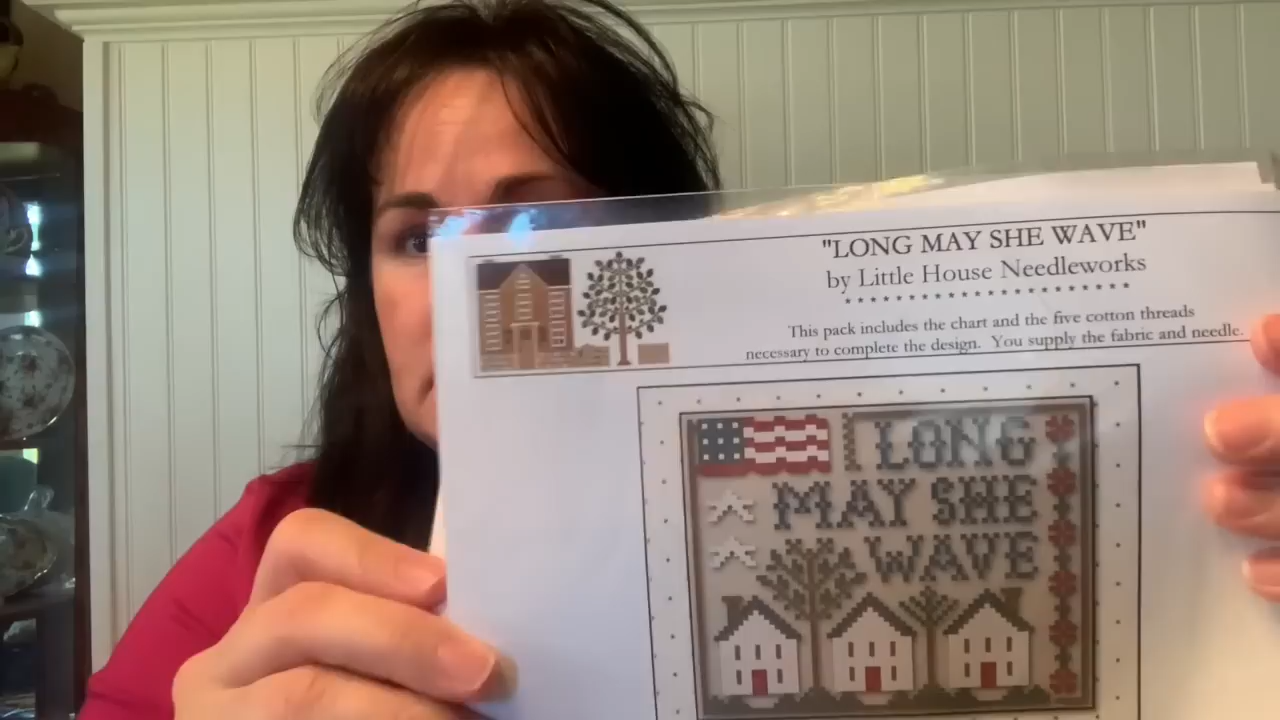 "LONG MAY SHE WAVE"
by Little House Needleworks
* * * * * * * * * * * * * * * * * * * *
This pack includes the chart and the five cotton threads
necessary to complete the design. You supply the fabric and needle.
LONG
MAY SHE
WAVE